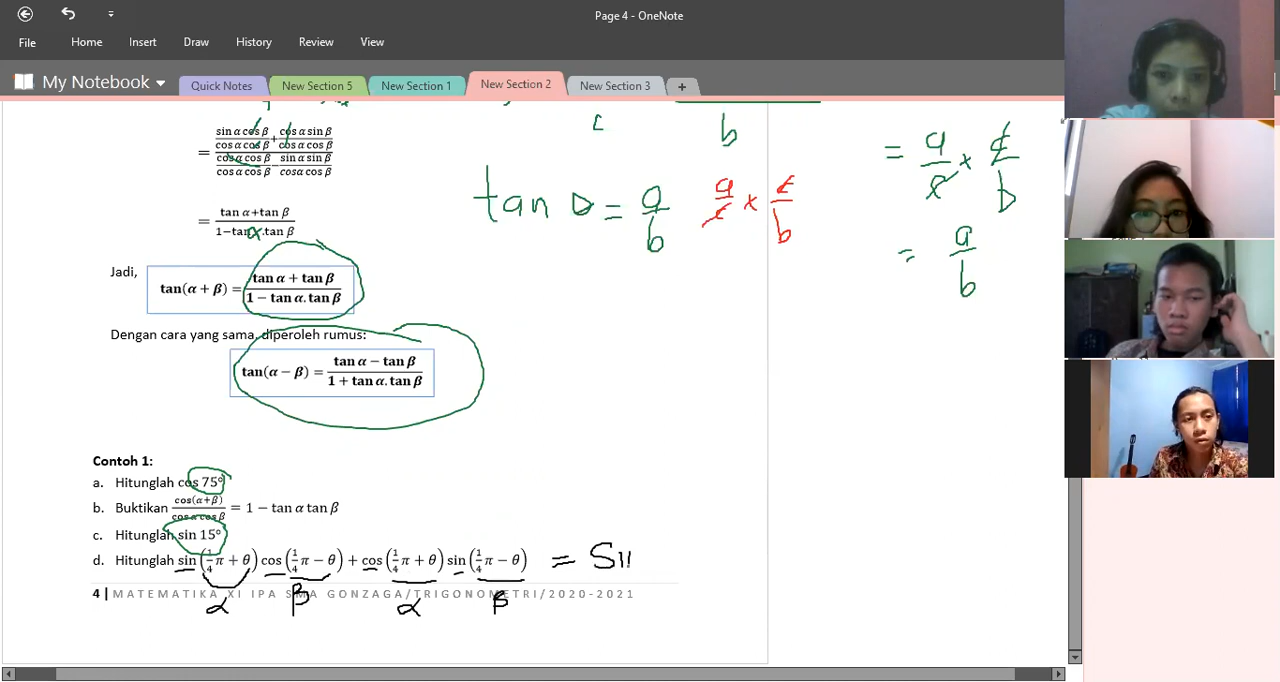 Page 4 - OneNote
File Home Insert Draw History Review View
My Notebook Quick Notes New Section 5 New Section 1 New Section 2 New Section 3 +
c b
= (sin α cos β / cos α cos β + cos α sin β / cos α cos β) / (cos α cos β / cos α cos β − sin α sin β / cos α cos β)
= a/c × c/b
tan = a/b a/c × c/b
= (tan α+tan β) / (1−tan α.tan β)
α
= a/b
Jadi,
tan(α + β) = (tan α + tan β) / (1 − tan α. tan β)
Dengan cara yang sama, diperoleh rumus:
tan(α − β) = (tan α − tan β) / (1 + tan α. tan β)
Contoh 1:
a. Hitunglah cos 75°
b. Buktikan cos(α+β) / cos α cos β = 1 − tan α tan β
c. Hitunglah sin 15°
d. Hitunglah sin (1/4 π + θ) cos (1/4 π − θ) + cos (1/4 π + θ) sin (1/4 π − θ) = Sin
4 | MATEMATIKA XI IPA SMA GONZAGA/TRIGONOMETRI/2020-2021
α β α β